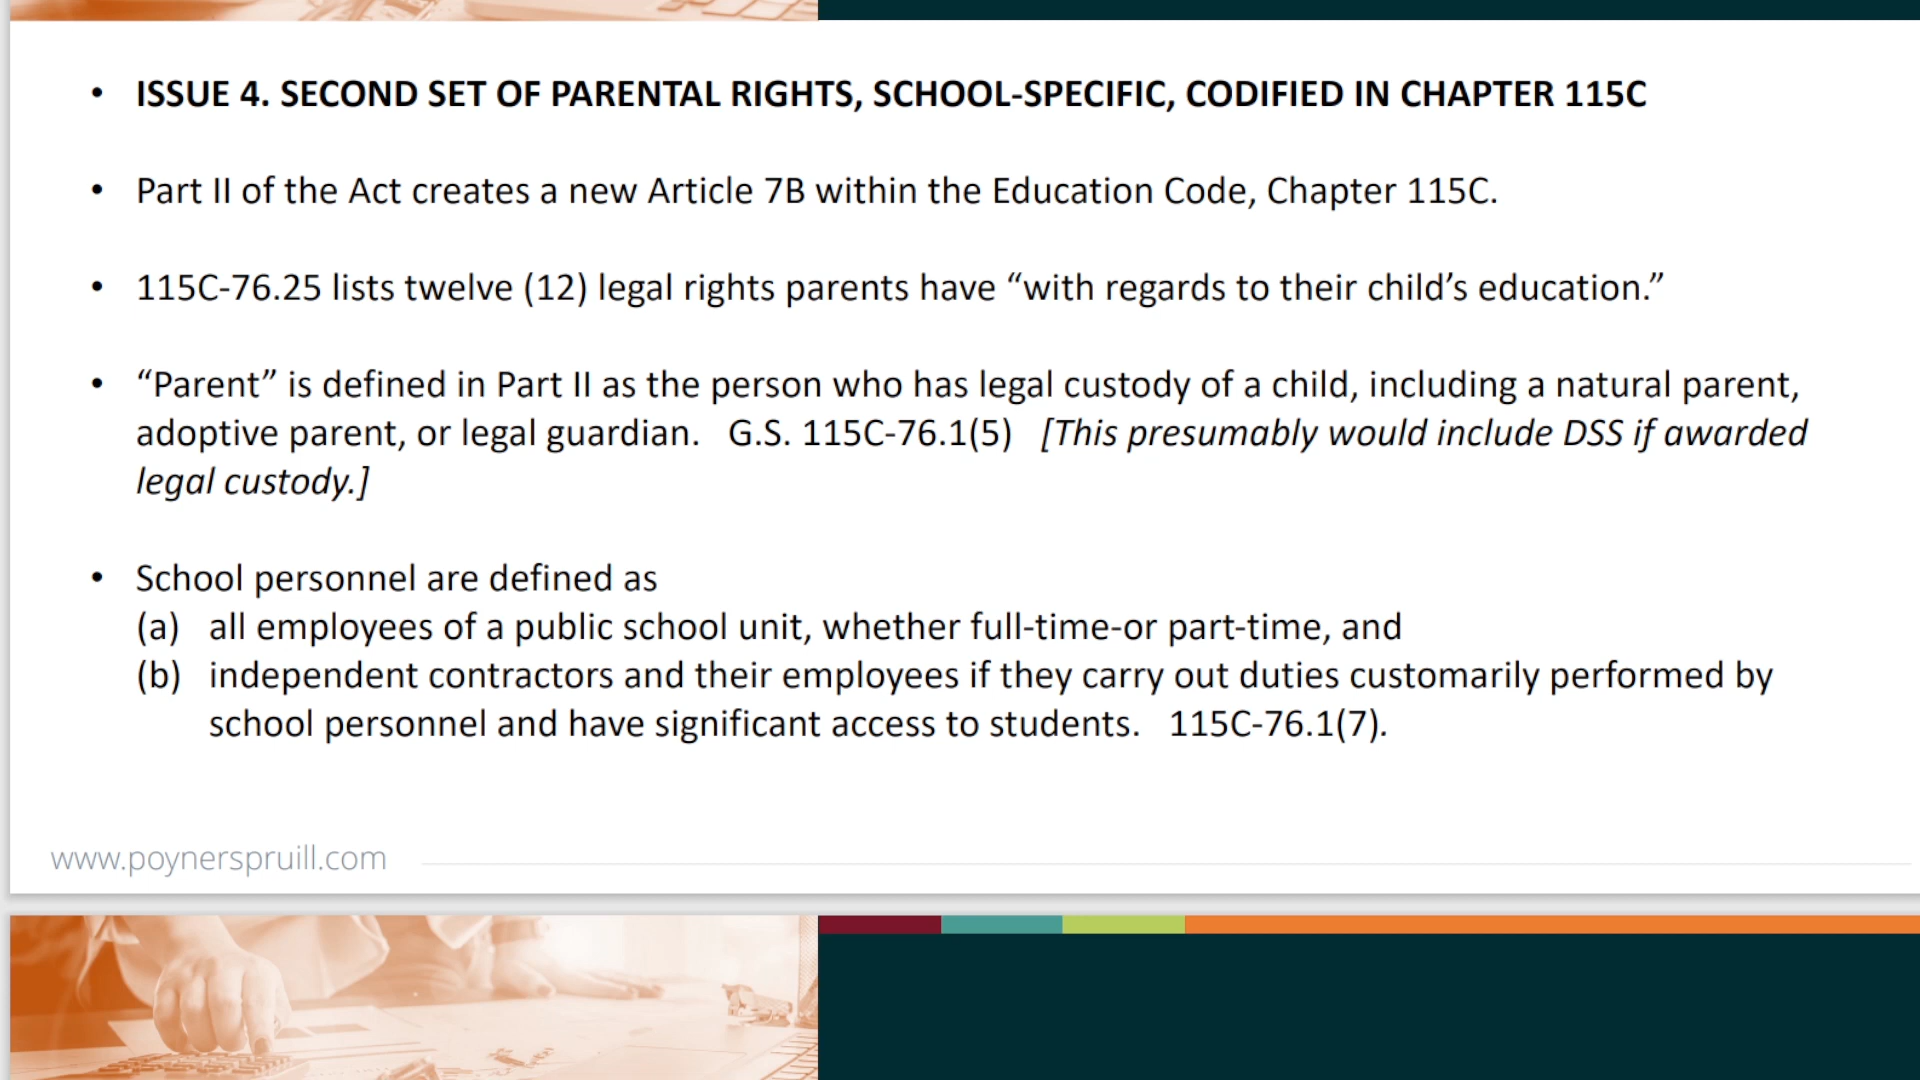 • ISSUE 4. SECOND SET OF PARENTAL RIGHTS, SCHOOL-SPECIFIC, CODIFIED IN CHAPTER 115C
• Part II of the Act creates a new Article 7B within the Education Code, Chapter 115C.
• 115C-76.25 lists twelve (12) legal rights parents have “with regards to their child’s education.”
• “Parent” is defined in Part II as the person who has legal custody of a child, including a natural parent,
adoptive parent, or legal guardian. G.S. 115C-76.1(5) [This presumably would include DSS if awarded
legal custody.]
• School personnel are defined as
(a) all employees of a public school unit, whether full-time-or part-time, and
(b) independent contractors and their employees if they carry out duties customarily performed by
school personnel and have significant access to students. 115C-76.1(7).
www.poynerspruill.com